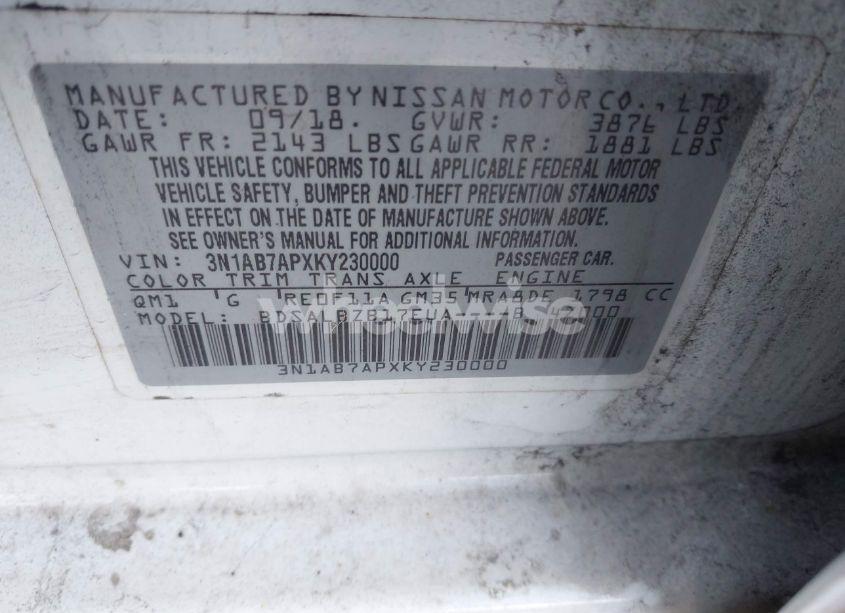 MANUFACTURED BY NISSAN MOTOR CO., LTD.
DATE: 09/18. GVWR: 3876 LBS
GAWR FR: 2143 LBS GAWR RR: 1881 LBS
THIS VEHICLE CONFORMS TO ALL APPLICABLE FEDERAL MOTOR
VEHICLE SAFETY, BUMPER AND THEFT PREVENTION STANDARDS
IN EFFECT ON THE DATE OF MANUFACTURE SHOWN ABOVE.
SEE OWNER'S MANUAL FOR ADDITIONAL INFORMATION.
VIN: 3N1AB7APXKY230000 PASSENGER CAR.
COLOR TRIM TRANS AXLE ENGINE
QM1 'G 'RE0F11A GM35'MRA8DE 1798 CC
MODEL: BDSALBZB17EUA
wheelwise
3N1AB7APXKY230000